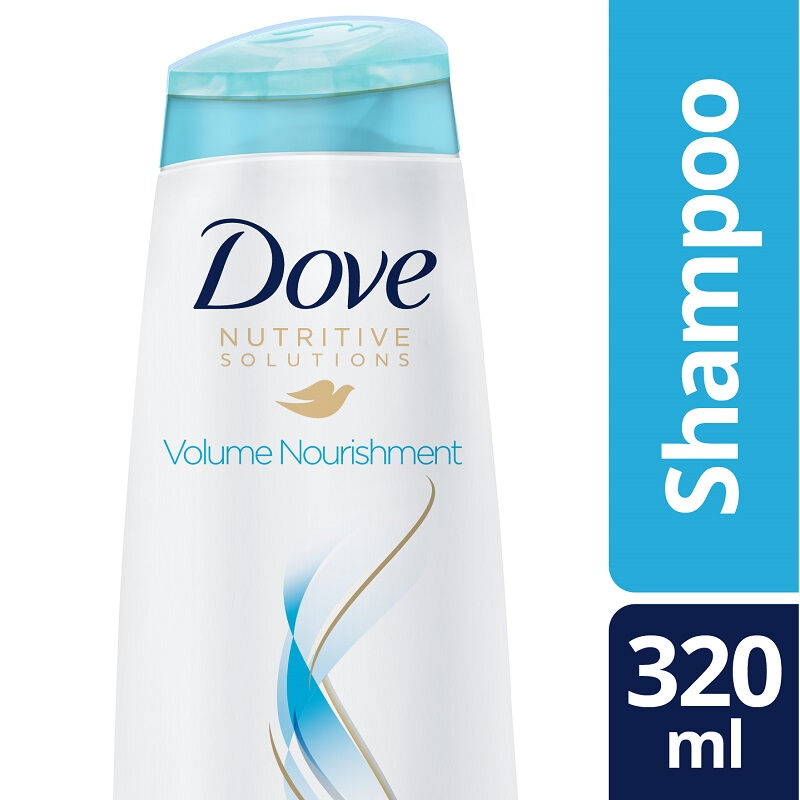 Dove
NUTRITIVE
SOLUTIONS
Volume Nourishment
Shampoo
320
ml